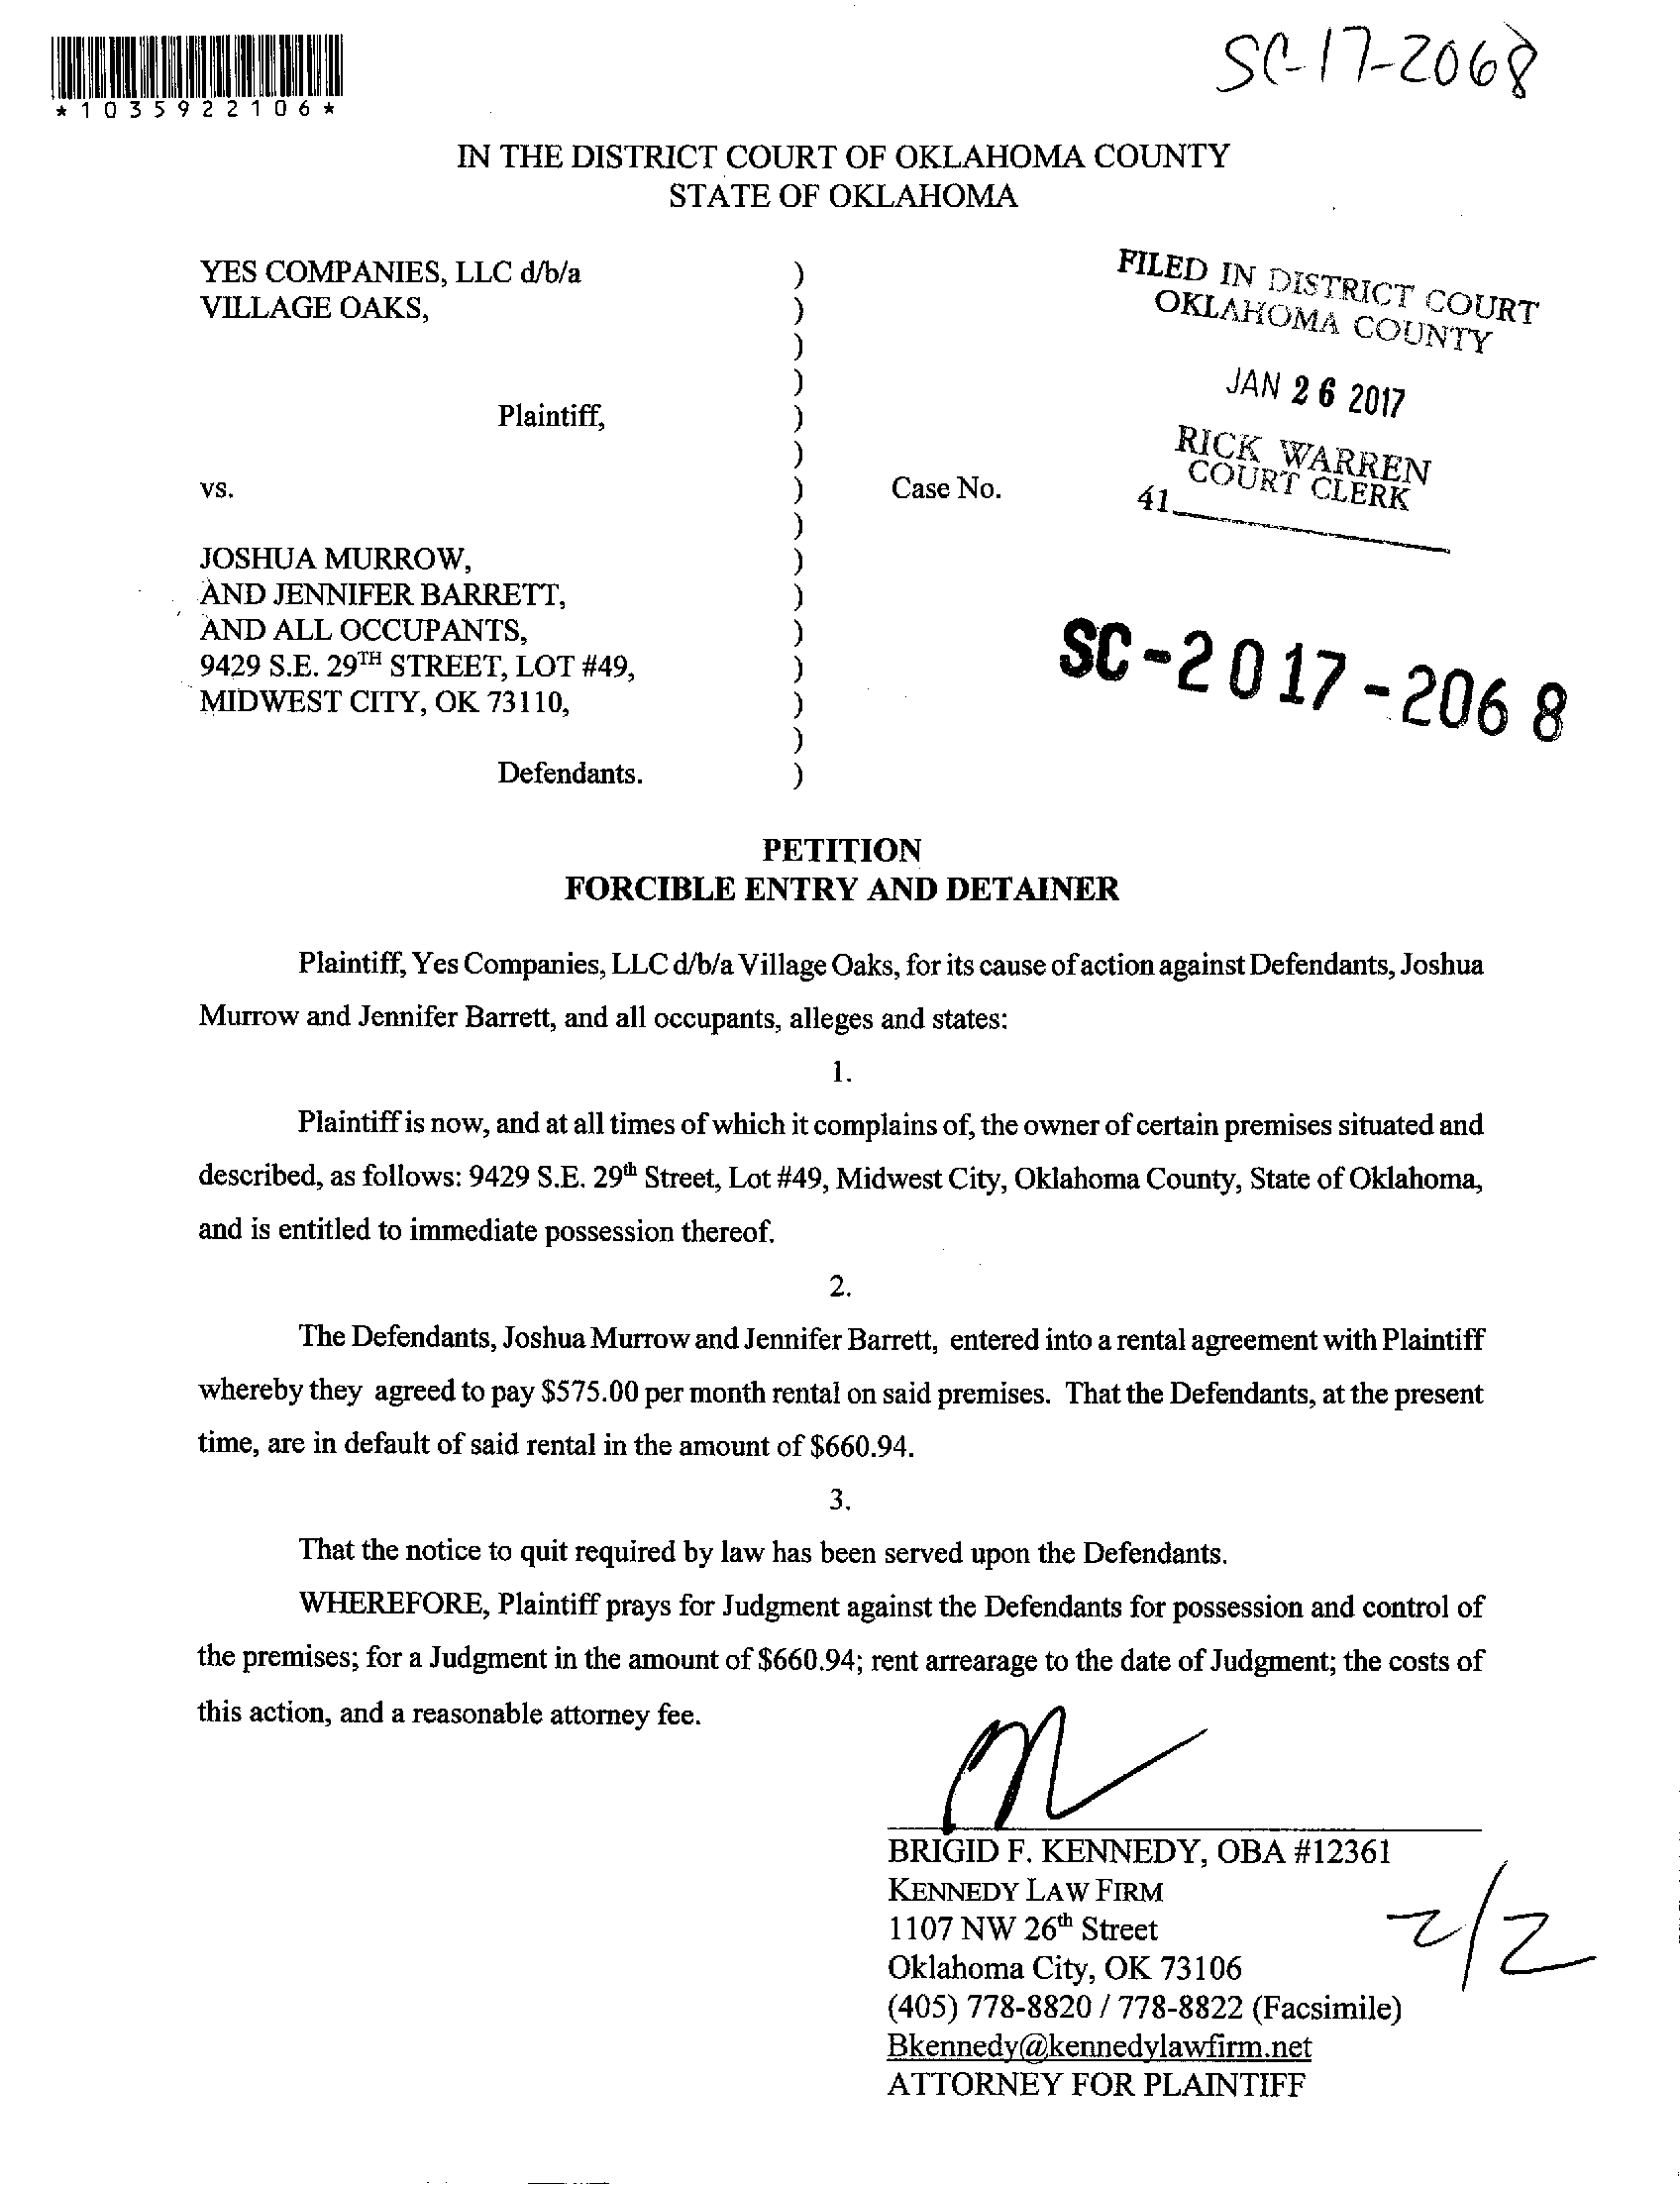 SC-17-2068
*1035922106*
IN THE DISTRICT COURT OF OKLAHOMA COUNTY
STATE OF OKLAHOMA
YES COMPANIES, LLC d/b/a )
VILLAGE OAKS, )
)
)
Plaintiff, )
)
vs. ) Case No.
)
JOSHUA MURROW, )
AND JENNIFER BARRETT, )
AND ALL OCCUPANTS, )
9429 S.E. 29TH STREET, LOT #49, )
MIDWEST CITY, OK 73110, )
)
Defendants. )
FILED IN DISTRICT COURT
OKLAHOMA COUNTY
JAN 26 2017
RICK WARREN
COURT CLERK
41
SC-2017-2068
PETITION
FORCIBLE ENTRY AND DETAINER
Plaintiff, Yes Companies, LLC d/b/a Village Oaks, for its cause of action against Defendants, Joshua
Murrow and Jennifer Barrett, and all occupants, alleges and states:
1.
Plaintiff is now, and at all times of which it complains of, the owner of certain premises situated and
described, as follows: 9429 S.E. 29th Street, Lot #49, Midwest City, Oklahoma County, State of Oklahoma,
and is entitled to immediate possession thereof.
2.
The Defendants, Joshua Murrow and Jennifer Barrett, entered into a rental agreement with Plaintiff
whereby they agreed to pay $575.00 per month rental on said premises. That the Defendants, at the present
time, are in default of said rental in the amount of $660.94.
3.
That the notice to quit required by law has been served upon the Defendants.
WHEREFORE, Plaintiff prays for Judgment against the Defendants for possession and control of
the premises; for a Judgment in the amount of $660.94; rent arrearage to the date of Judgment; the costs of
this action, and a reasonable attorney fee.
BRIGID F. KENNEDY, OBA #12361
KENNEDY LAW FIRM
1107 NW 26th Street
Oklahoma City, OK 73106
(405) 778-8820 / 778-8822 (Facsimile)
Bkennedy@kennedylawfirm.net
ATTORNEY FOR PLAINTIFF
2/2